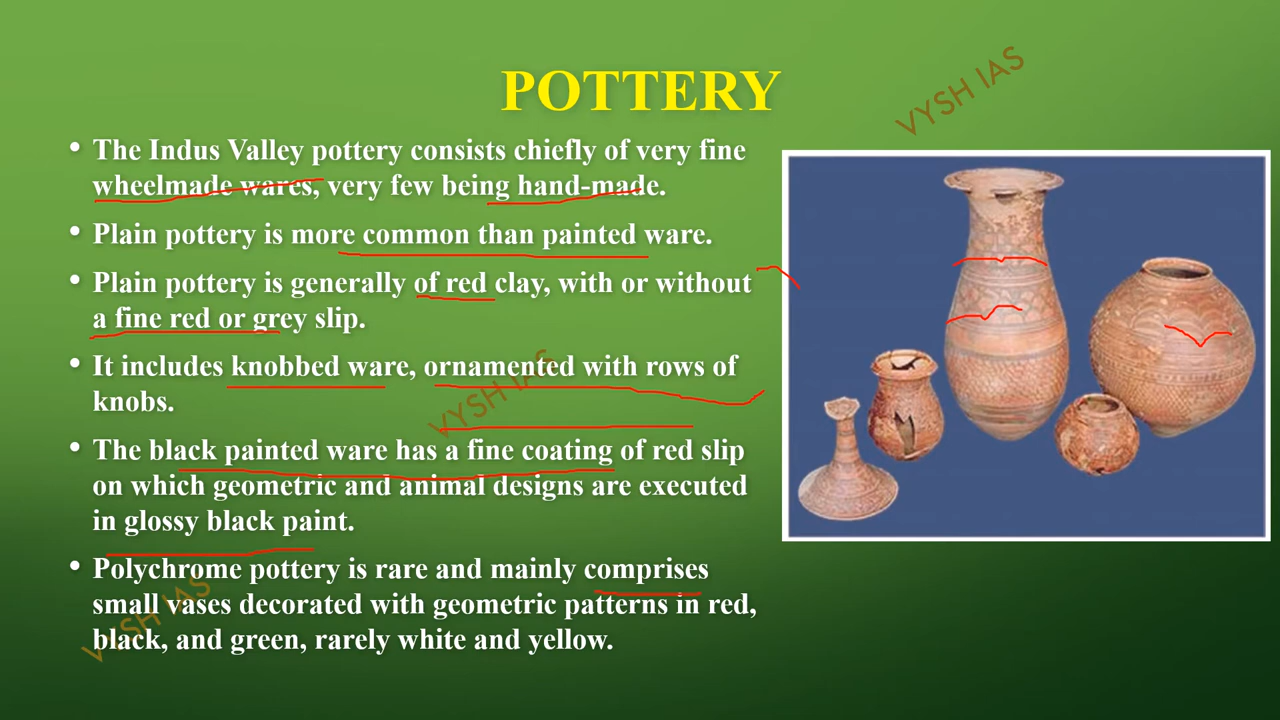 POTTERY
VYSH IAS
• The Indus Valley pottery consists chiefly of very fine
wheelmade wares, very few being hand-made.
• Plain pottery is more common than painted ware.
• Plain pottery is generally of red clay, with or without
a fine red or grey slip.
• It includes knobbed ware, ornamented with rows of
knobs.
VYSH IAS
• The black painted ware has a fine coating of red slip
on which geometric and animal designs are executed
in glossy black paint.
• Polychrome pottery is rare and mainly comprises
small vases decorated with geometric patterns in red,
black, and green, rarely white and yellow.
VYSH IAS